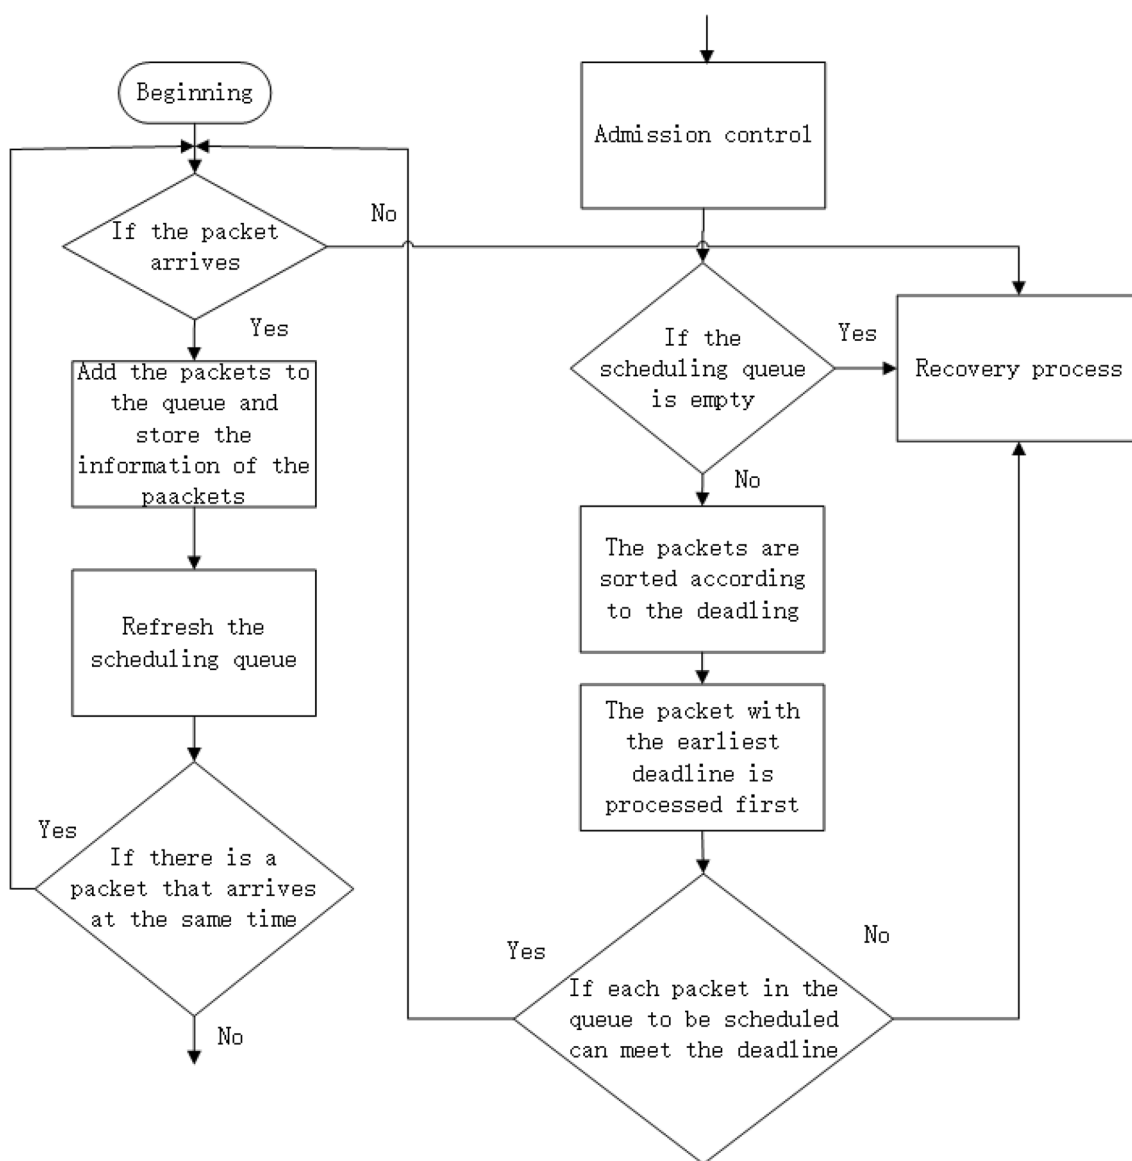 Beginning
If the packet
arrives
No
Yes
Add the packets to
the queue and
store the
information of the
paackets
Refresh the
scheduling queue
Yes
If there is a
packet that arrives
at the same time
No
Admission control
If the
scheduling queue
is empty
Yes
Recovery process
No
The packets are
sorted according
to the deadling
The packet with
the earliest
deadline is
processed first
Yes
No
If each packet in the
queue to be scheduled
can meet the deadline